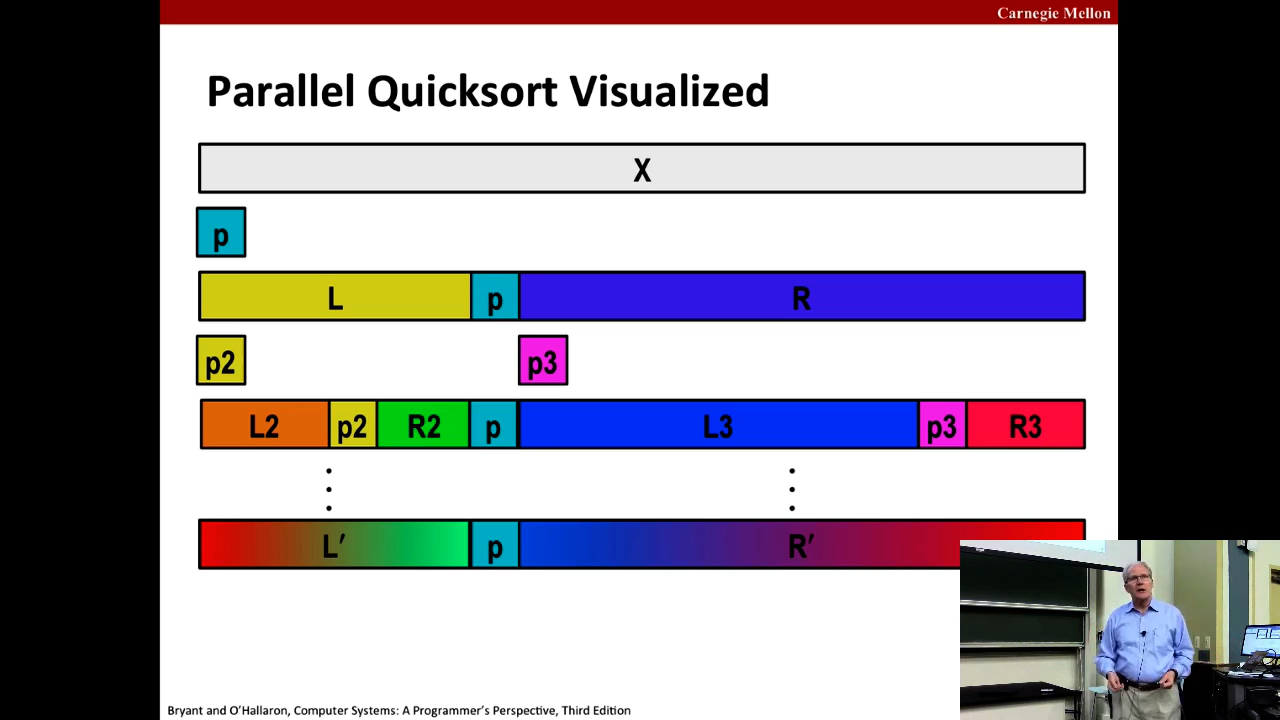 Carnegie Mellon
Parallel Quicksort Visualized
X
p
L p R
p2 p3
L2 p2 R2 p L3 p3 R3
L′ p R′
Bryant and O’Hallaron, Computer Systems: A Programmer’s Perspective, Third Edition